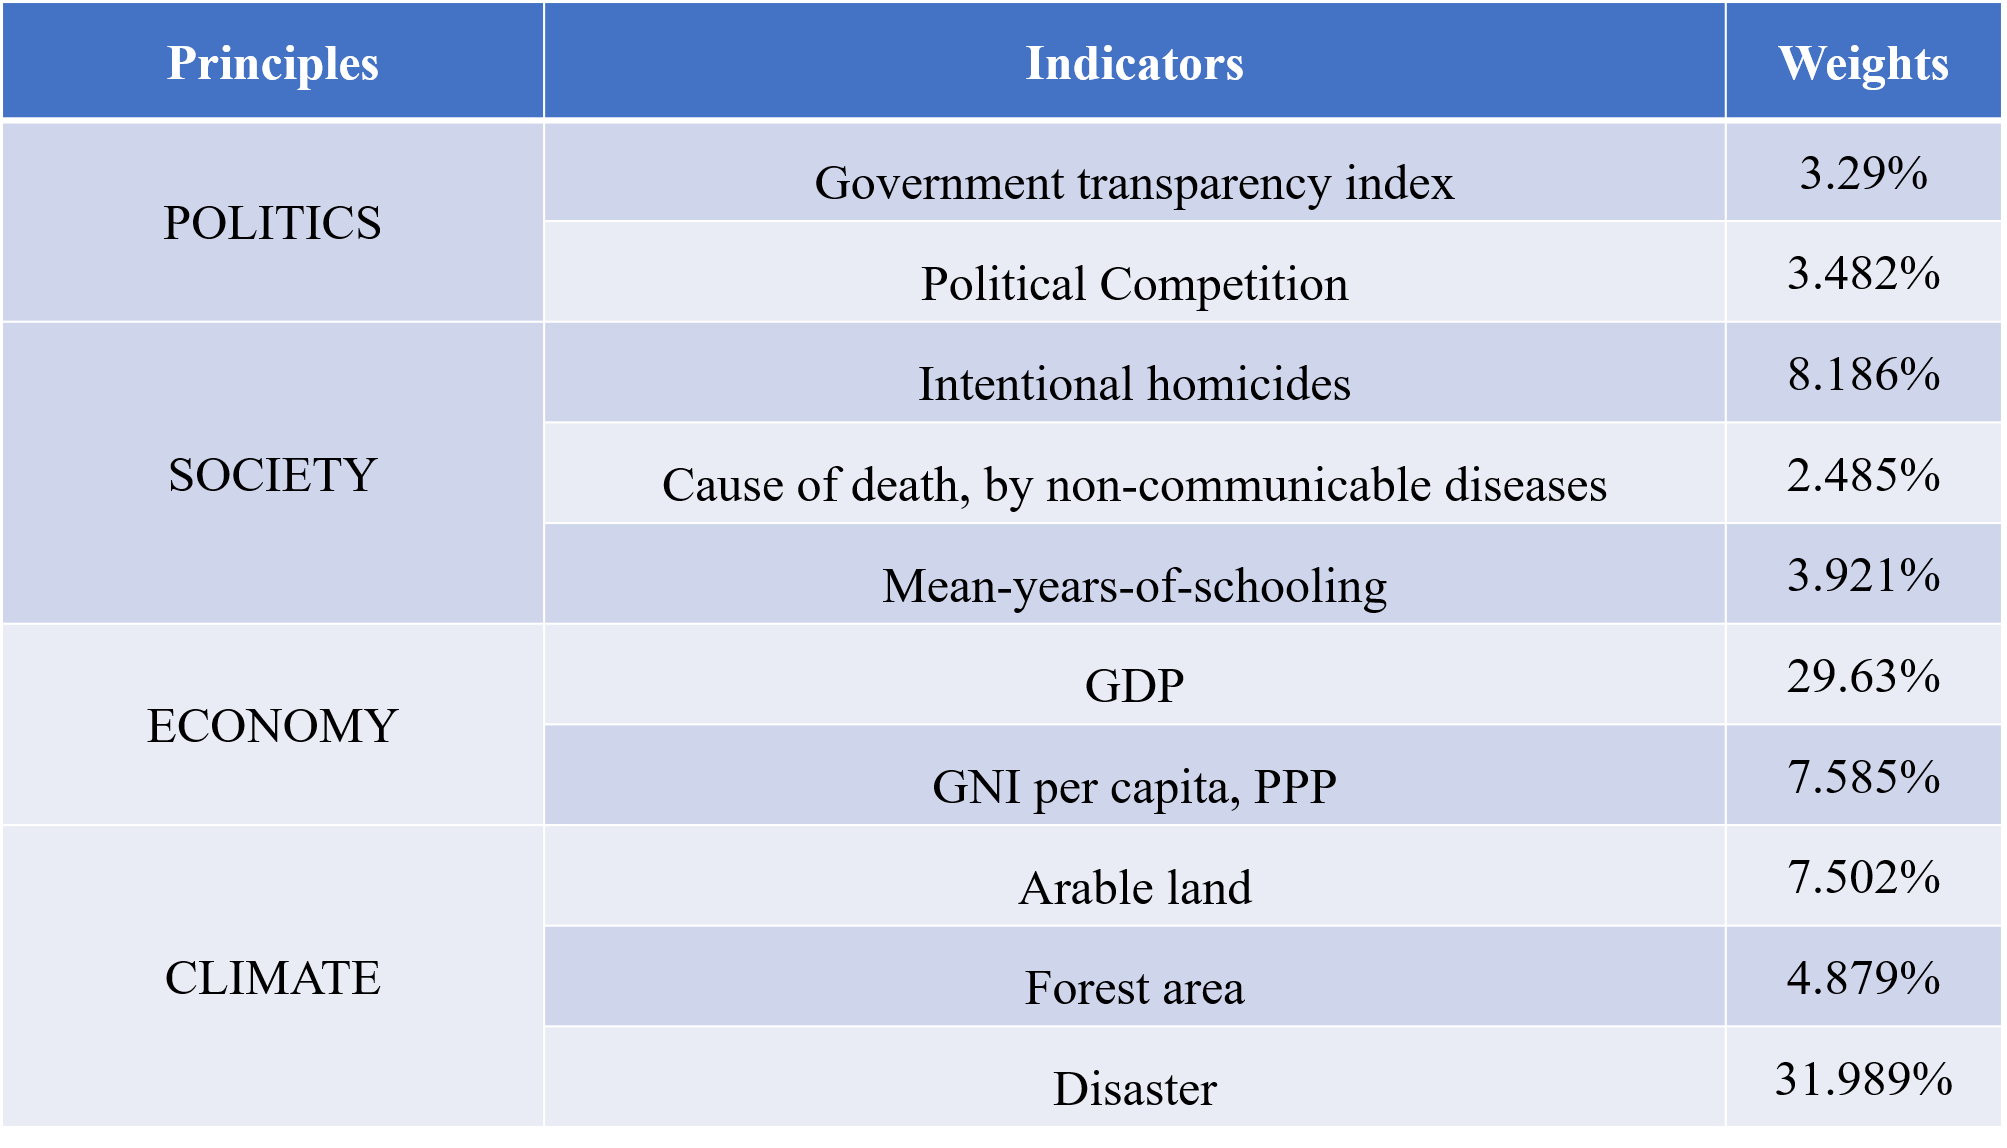 Principles Indicators Weights
POLITICS
Government transparency index 3.29%
Political Competition 3.482%
SOCIETY
Intentional homicides 8.186%
Cause of death, by non-communicable diseases 2.485%
Mean-years-of-schooling 3.921%
ECONOMY
GDP 29.63%
GNI per capita, PPP 7.585%
CLIMATE
Arable land 7.502%
Forest area 4.879%
Disaster 31.989%